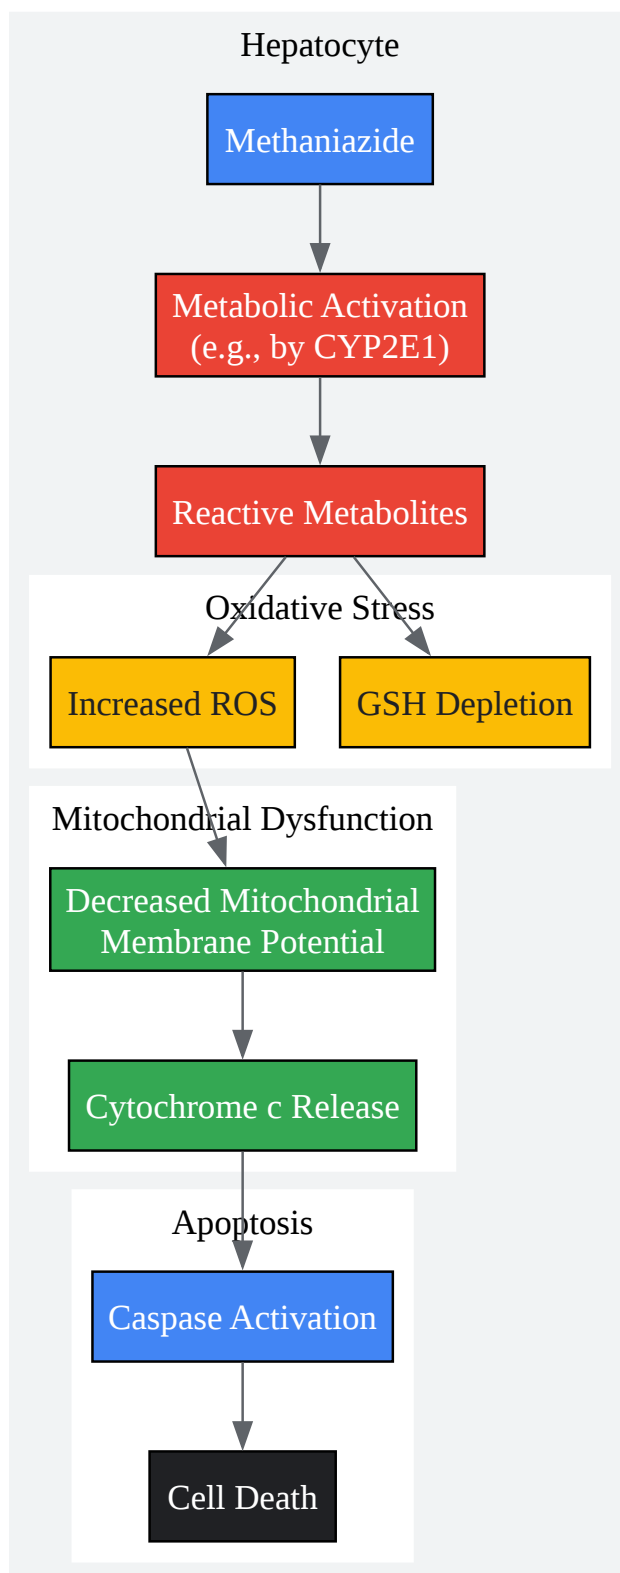 Hepatocyte
Methaniazide
Metabolic Activation
(e.g., by CYP2E1)
Reactive Metabolites
Oxidative Stress
Increased ROS
GSH Depletion
Mitochondrial Dysfunction
Decreased Mitochondrial
Membrane Potential
Cytochrome c Release
Apoptosis
Caspase Activation
Cell Death